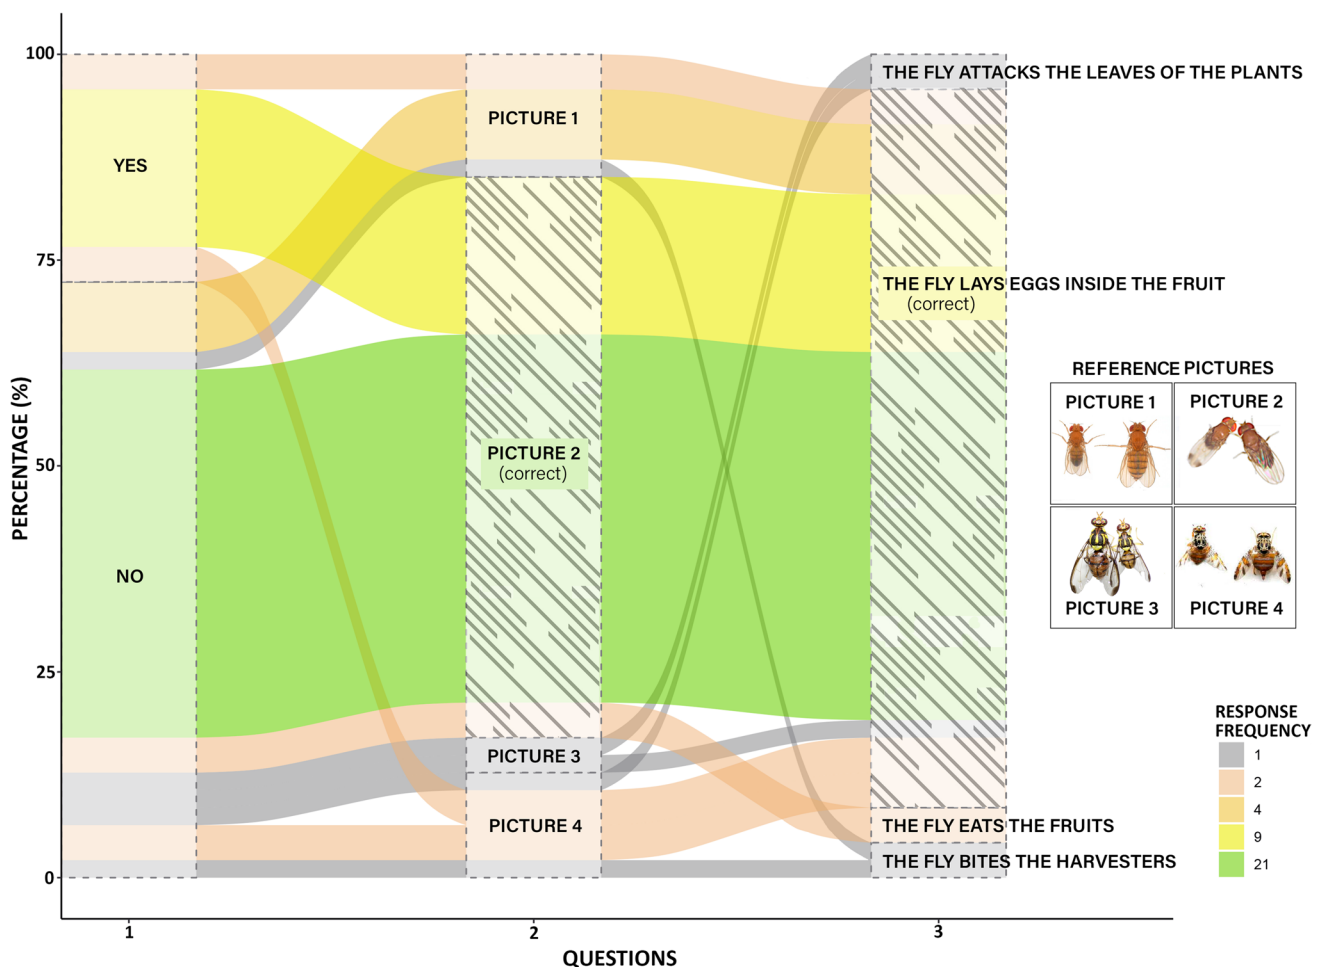 100
75
50
25
0
PERCENTAGE (%)
YES
NO
PICTURE 1
PICTURE 2
(correct)
PICTURE 3
PICTURE 4
THE FLY ATTACKS THE LEAVES OF THE PLANTS
THE FLY LAYS EGGS INSIDE THE FRUIT
(correct)
THE FLY EATS THE FRUITS
THE FLY BITES THE HARVESTERS
1
2
3
QUESTIONS
REFERENCE PICTURES
PICTURE 1
PICTURE 2
PICTURE 3
PICTURE 4
RESPONSE
FREQUENCY
1
2
4
9
21